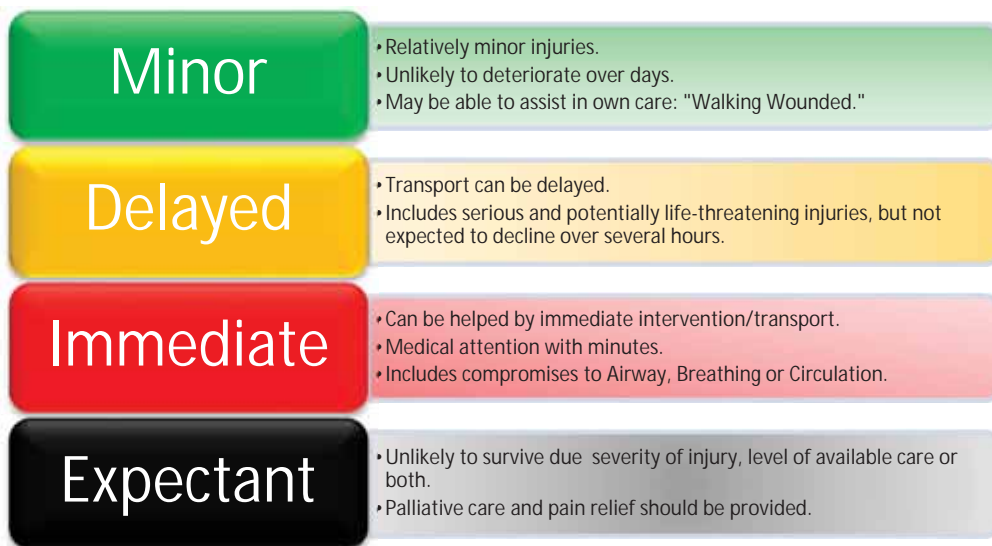 Minor
• Relatively minor injuries.
• Unlikely to deteriorate over days.
• May be able to assist in own care: "Walking Wounded."
Delayed
• Transport can be delayed.
• Includes serious and potentially life-threatening injuries, but not
expected to decline over several hours.
Immediate
• Can be helped by immediate intervention/transport.
• Medical attention with minutes.
• Includes compromises to Airway, Breathing or Circulation.
Expectant
• Unlikely to survive due  severity of injury, level of available care or
both.
• Palliative care and pain relief should be provided.